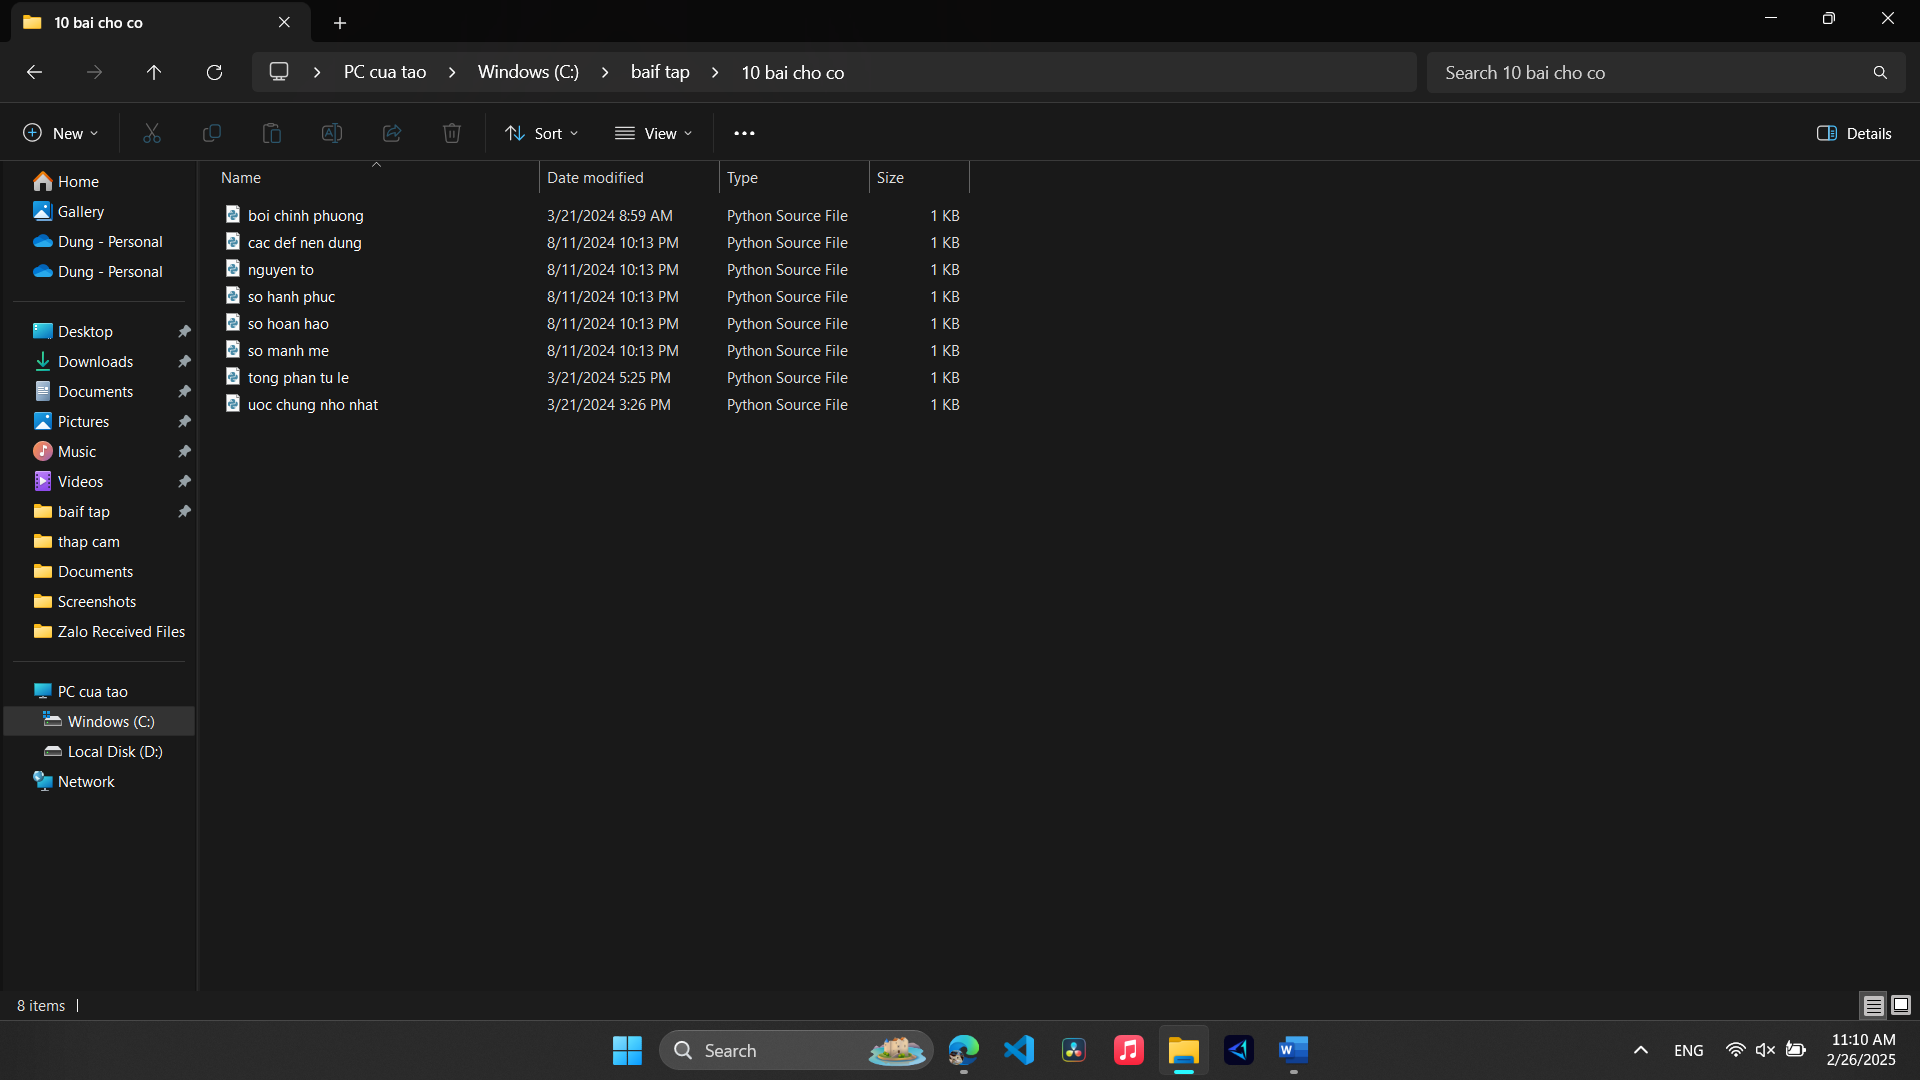 10 bai cho co
PC cua tao > Windows (C:) > baif tap > 10 bai cho co
Search 10 bai cho co
New
Sort
View
Details
Name Date modified Type Size
boi chinh phuong 3/21/2024 8:59 AM Python Source File 1 KB
cac def nen dung 8/11/2024 10:13 PM Python Source File 1 KB
nguyen to 8/11/2024 10:13 PM Python Source File 1 KB
so hanh phuc 8/11/2024 10:13 PM Python Source File 1 KB
so hoan hao 8/11/2024 10:13 PM Python Source File 1 KB
so manh me 8/11/2024 10:13 PM Python Source File 1 KB
tong phan tu le 3/21/2024 5:25 PM Python Source File 1 KB
uoc chung nho nhat 3/21/2024 3:26 PM Python Source File 1 KB
Home
Gallery
Dung - Personal
Dung - Personal
Desktop
Downloads
Documents
Pictures
Music
Videos
baif tap
thap cam
Documents
Screenshots
Zalo Received Files
PC cua tao
Windows (C:)
Local Disk (D:)
Network
8 items
Search
ENG
11:10 AM
2/26/2025